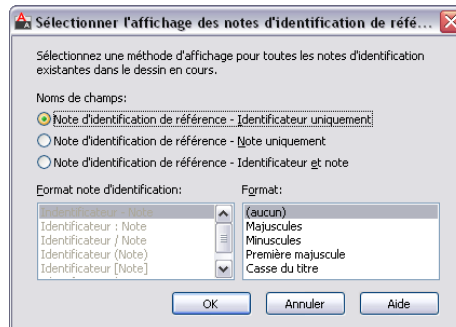 Sélectionner l'affichage des notes d'identification de réfé...
Sélectionnez une méthode d'affichage pour toutes les notes d'identification
existantes dans le dessin en cours.
Noms de champs:
Note d'identification de référence - Identificateur uniquement
Note d'identification de référence - Note uniquement
Note d'identification de référence - Identificateur et note
Format note d'identification:
Indentificateur - Note
Identificateur : Note
Identificateur / Note
Identificateur (Note)
Identificateur [Note]
Format:
(aucun)
Majuscules
Minuscules
Première majuscule
Casse du titre
OK
Annuler
Aide